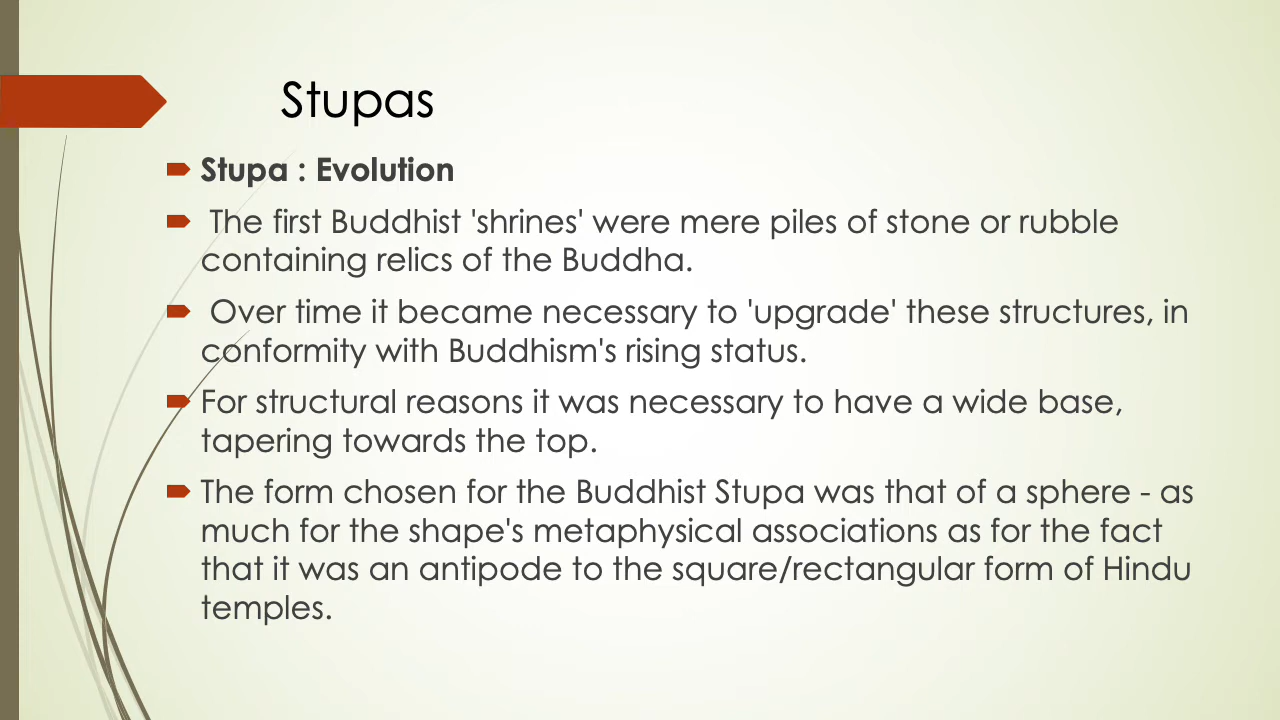 Stupas
Stupa : Evolution
The first Buddhist 'shrines' were mere piles of stone or rubble
containing relics of the Buddha.
Over time it became necessary to 'upgrade' these structures, in
conformity with Buddhism's rising status.
For structural reasons it was necessary to have a wide base,
tapering towards the top.
The form chosen for the Buddhist Stupa was that of a sphere - as
much for the shape's metaphysical associations as for the fact
that it was an antipode to the square/rectangular form of Hindu
temples.